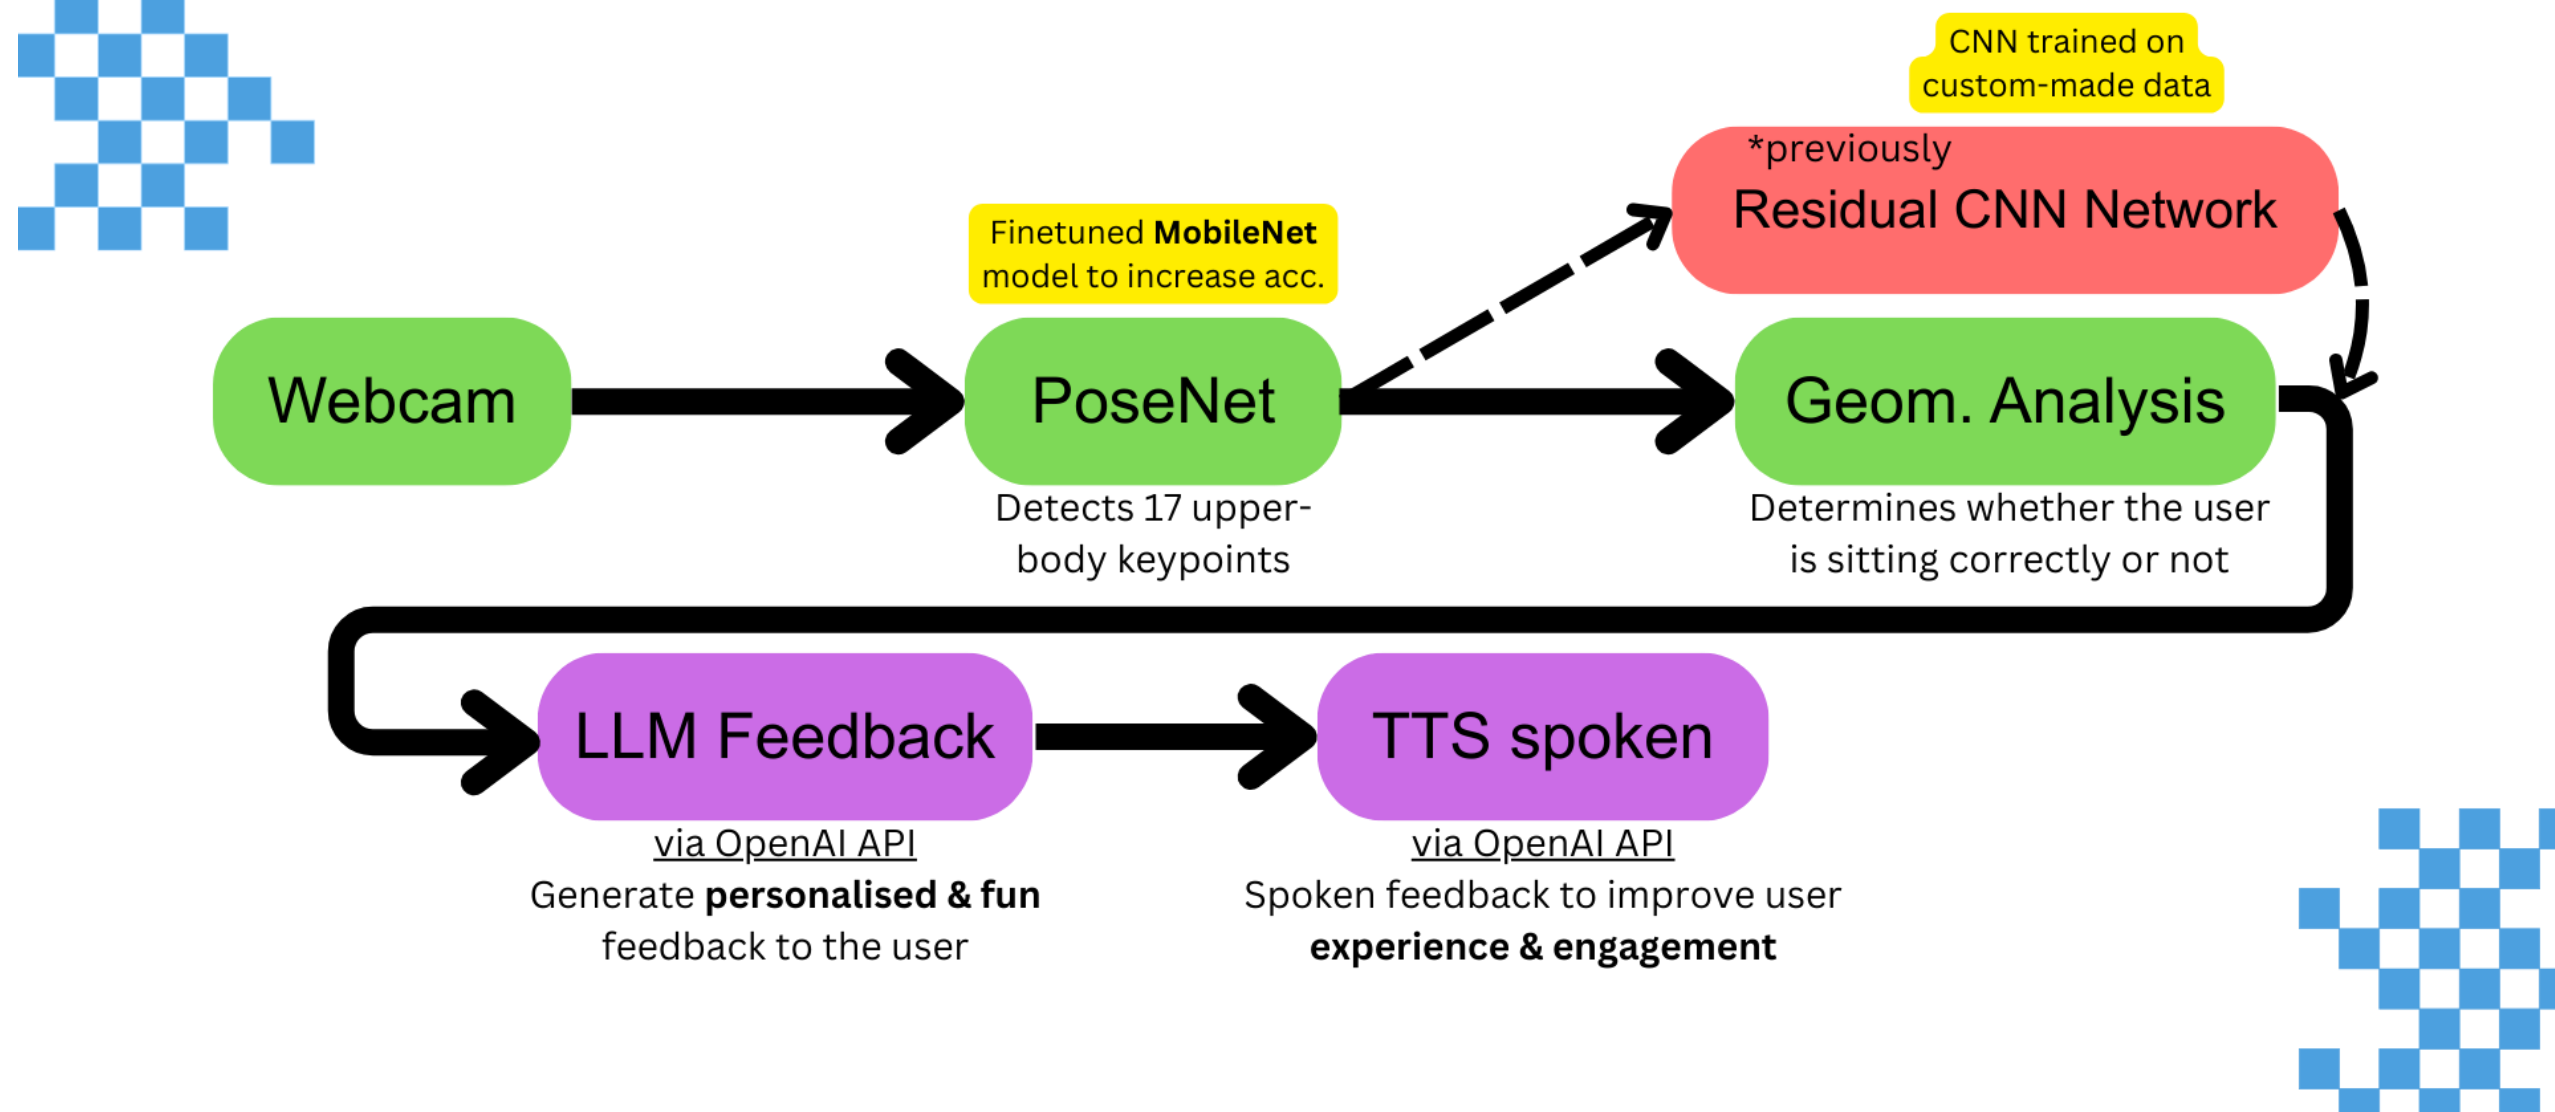 CNN trained on
custom-made data
*previously
Residual CNN Network
Finetuned MobileNet
model to increase acc.
Webcam
PoseNet
Geom. Analysis
Detects 17 upper-
body keypoints
Determines whether the user
is sitting correctly or not
LLM Feedback
TTS spoken
via OpenAI API
Generate personalised & fun
feedback to the user
via OpenAI API
Spoken feedback to improve user
experience & engagement